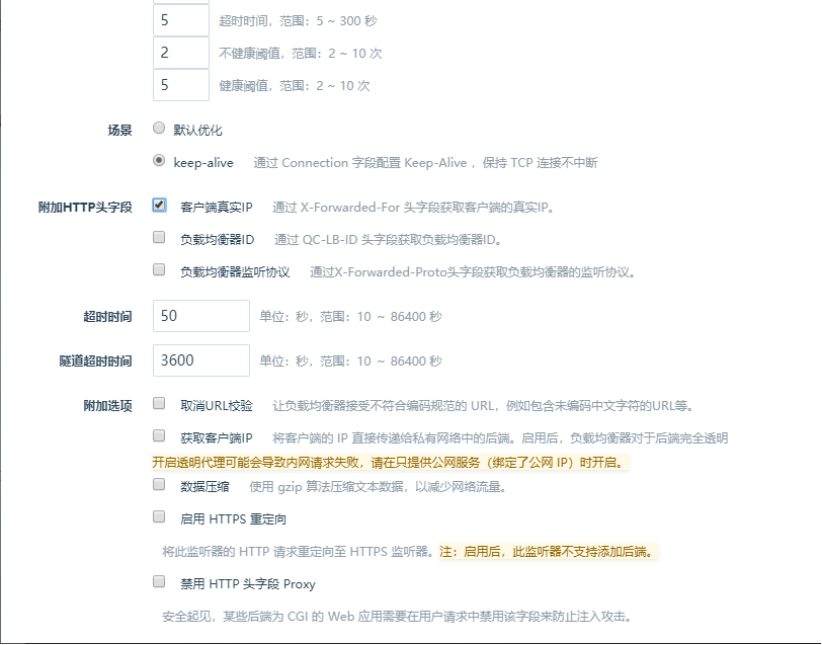 5 超时时间，范围：5 ~ 300 秒
2 不健康阈值，范围：2 ~ 10 次
5 健康阈值，范围：2 ~ 10 次
场景 默认优化
keep-alive 通过 Connection 字段配置 Keep-Alive ，保持 TCP 连接不中断
附加HTTP头字段 客户端真实IP 通过 X-Forwarded-For 头字段获取客户端的真实IP。
负载均衡器ID 通过 QC-LB-ID 头字段获取负载均衡器ID。
负载均衡器监听协议 通过X-Forwarded-Proto头字段获取负载均衡器的监听协议。
超时时间 50 单位：秒，范围：10 ~ 86400 秒
隧道超时时间 3600 单位：秒，范围：10 ~ 86400 秒
附加选项 取消URL校验 让负载均衡器接受不符合编码规范的 URL，例如包含未编码中文字符的URL等。
获取客户端IP 将客户端的 IP 直接传递给私有网络中的后端。启用后，负载均衡器对于后端完全透明
开启透明代理可能会导致内网请求失败，请在只提供公网服务（绑定了公网 IP）时开启。
数据压缩 使用 gzip 算法压缩文本数据，以减少网络流量。
启用 HTTPS 重定向
将此监听器的 HTTP 请求重定向至 HTTPS 监听器。注：启用后，此监听器不支持添加后端。
禁用 HTTP 头字段 Proxy
安全起见，某些后端为 CGI 的 Web 应用需要在用户请求中禁用该字段来防止注入攻击。